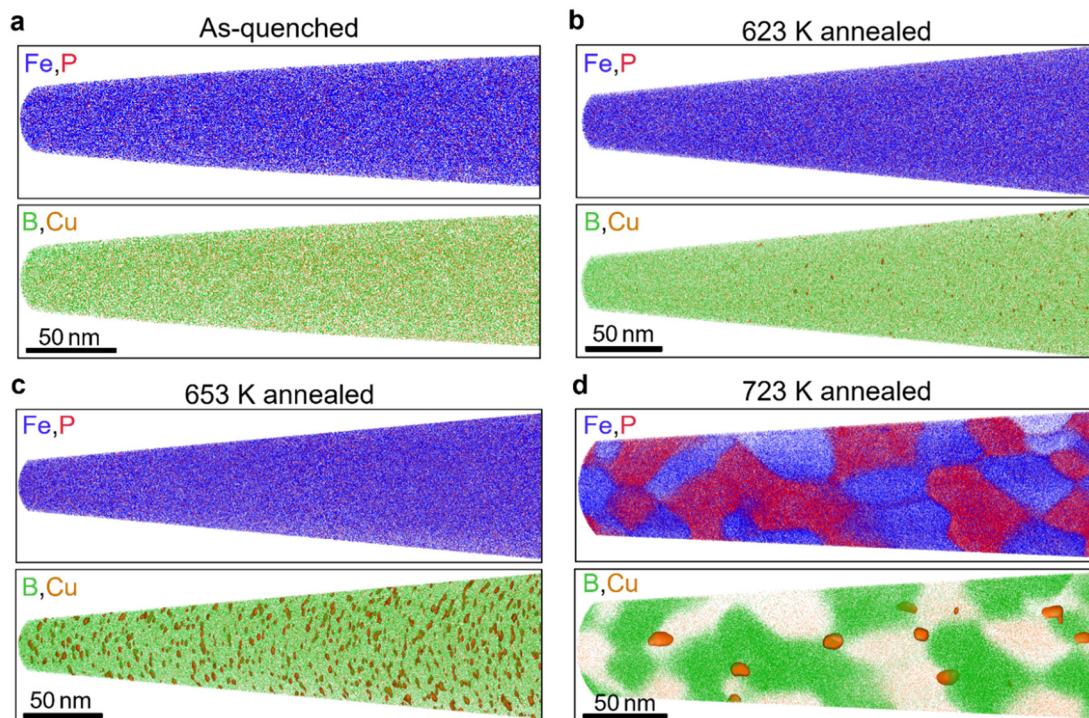 a
As-quenched
Fe,P
B,Cu
50 nm
b
623 K annealed
Fe,P
B,Cu
50 nm
c
653 K annealed
Fe,P
B,Cu
50 nm
d
723 K annealed
Fe,P
B,Cu
50 nm